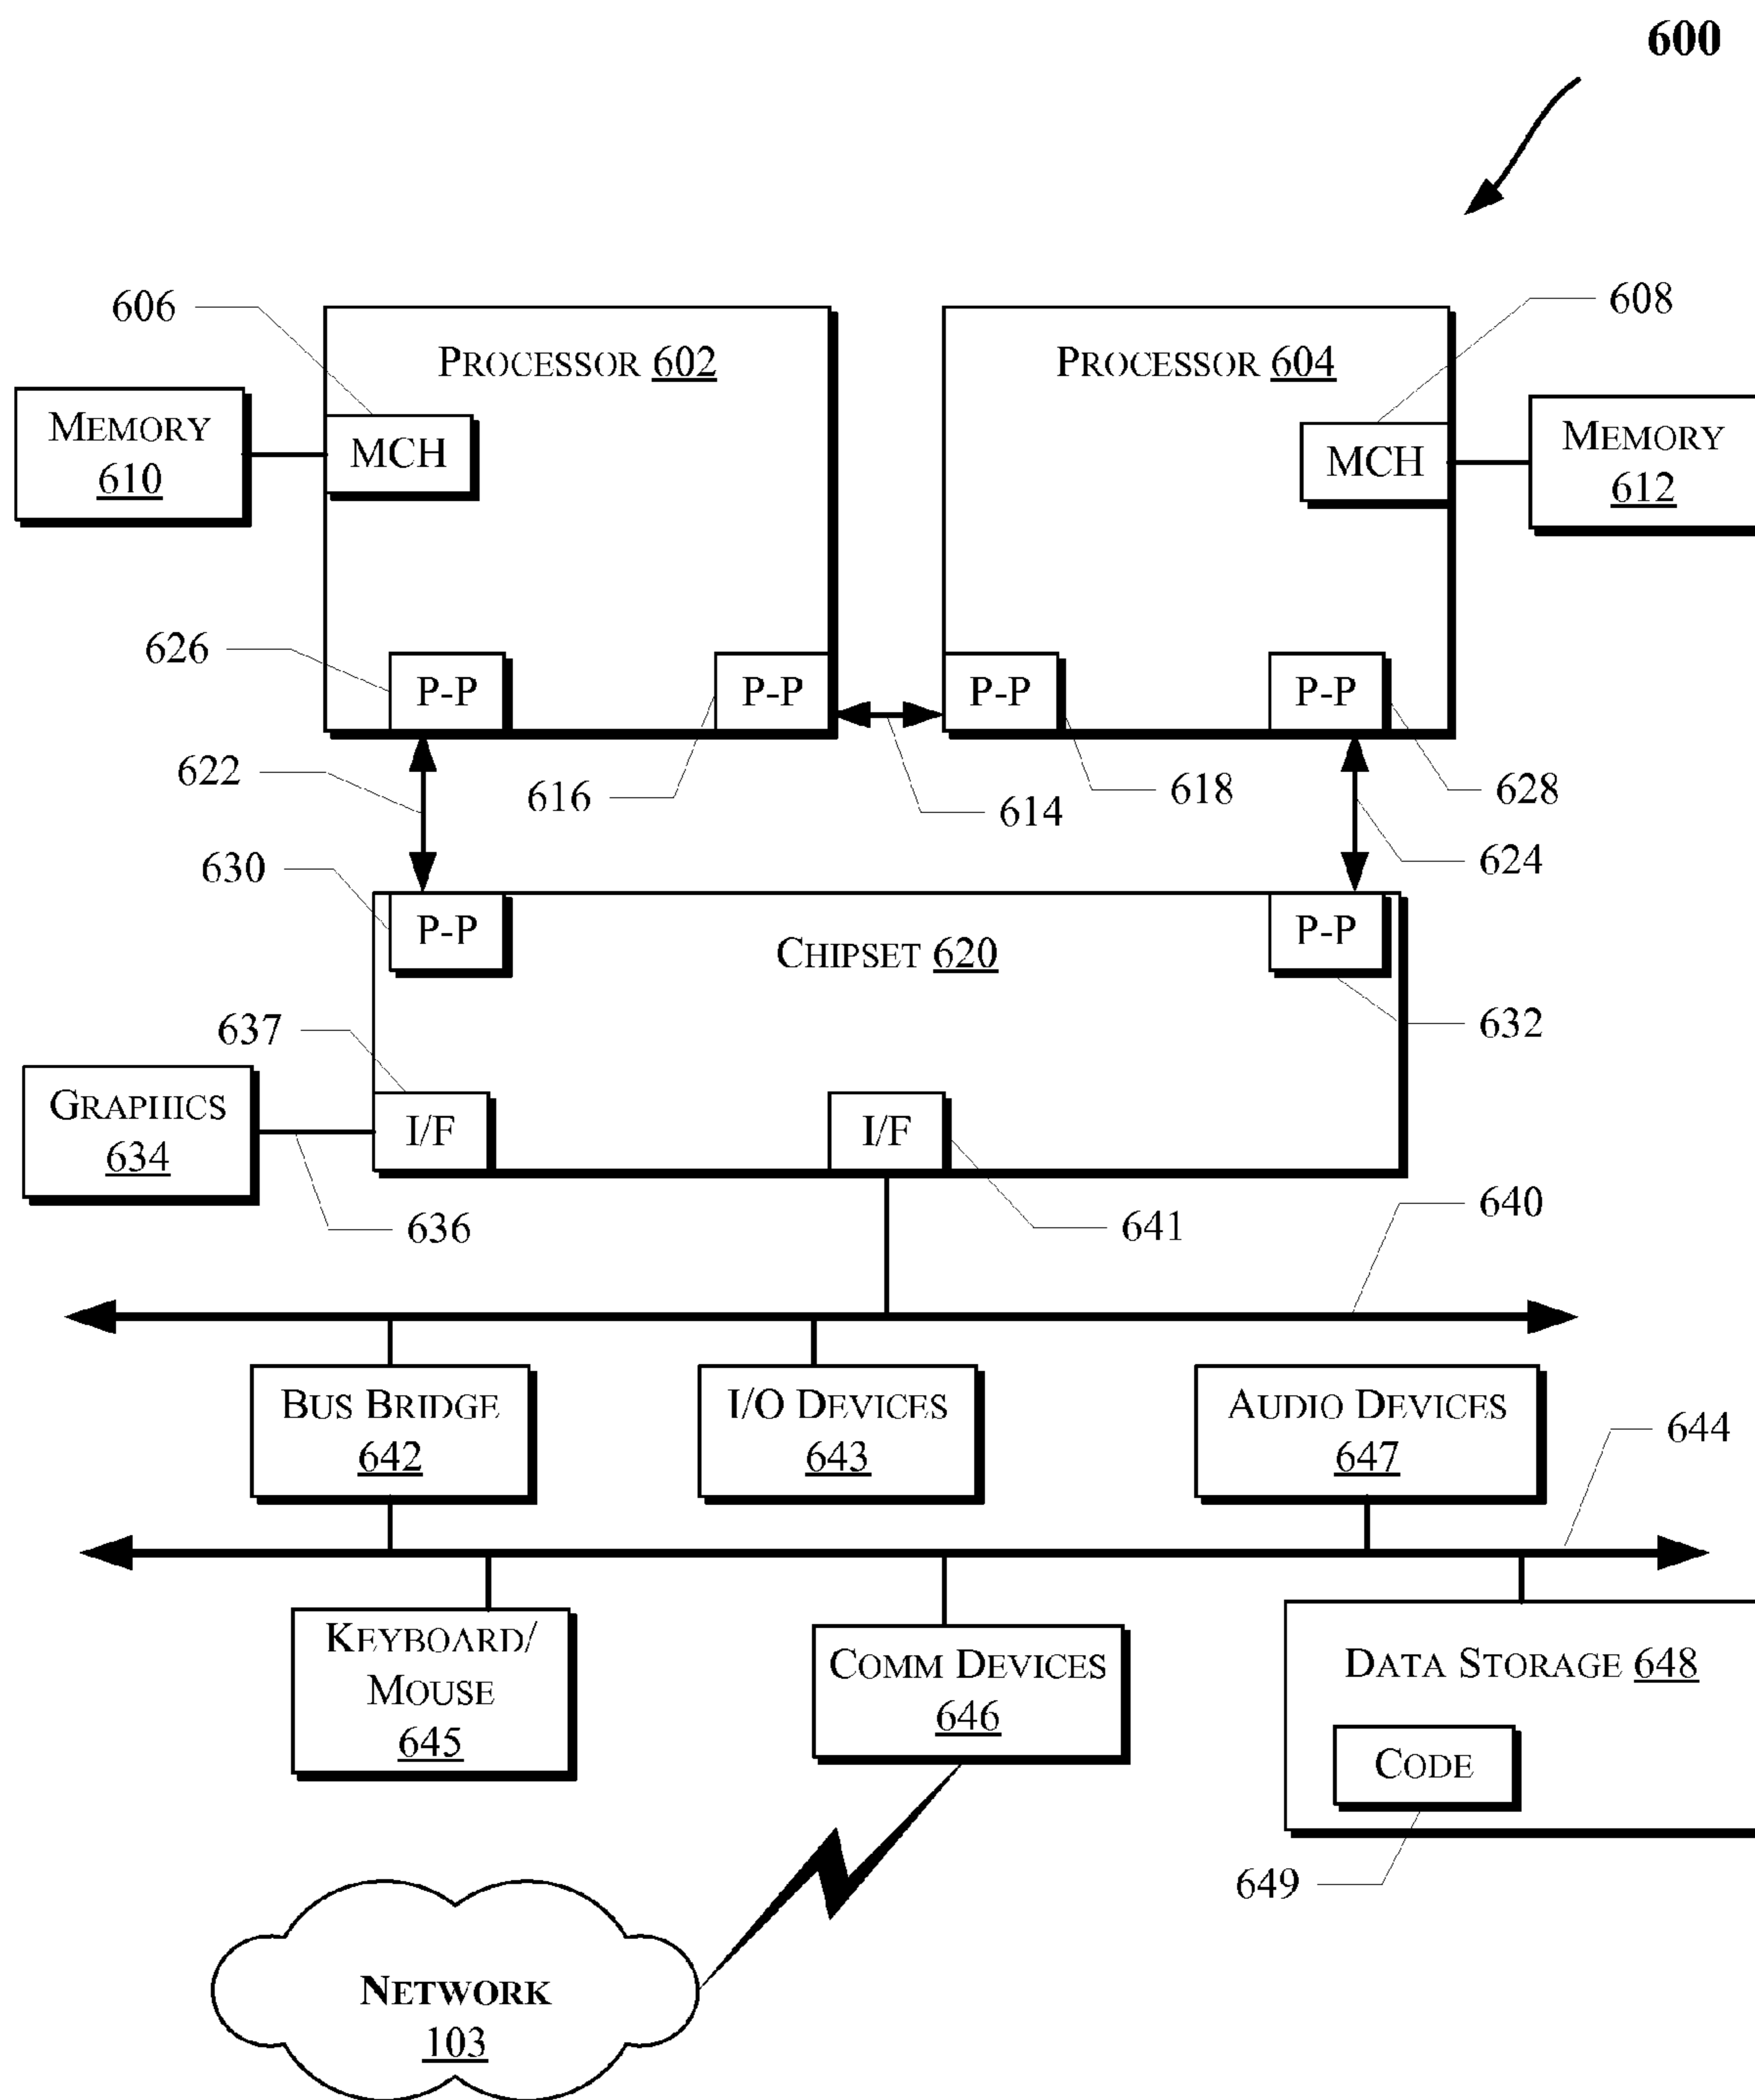 600
606
608
PROCESSOR 602
PROCESSOR 604
MEMORY
610
MCH
MCH
MEMORY
612
626
P-P
P-P
P-P
P-P
622
616
614
618
628
624
630
P-P
CHIPSET 620
P-P
637
632
GRAPHICS
634
I/F
I/F
636
641
640
BUS BRIDGE
642
I/O DEVICES
643
AUDIO DEVICES
647
644
KEYBOARD/
MOUSE
645
COMM DEVICES
646
DATA STORAGE 648
CODE
649
NETWORK
103